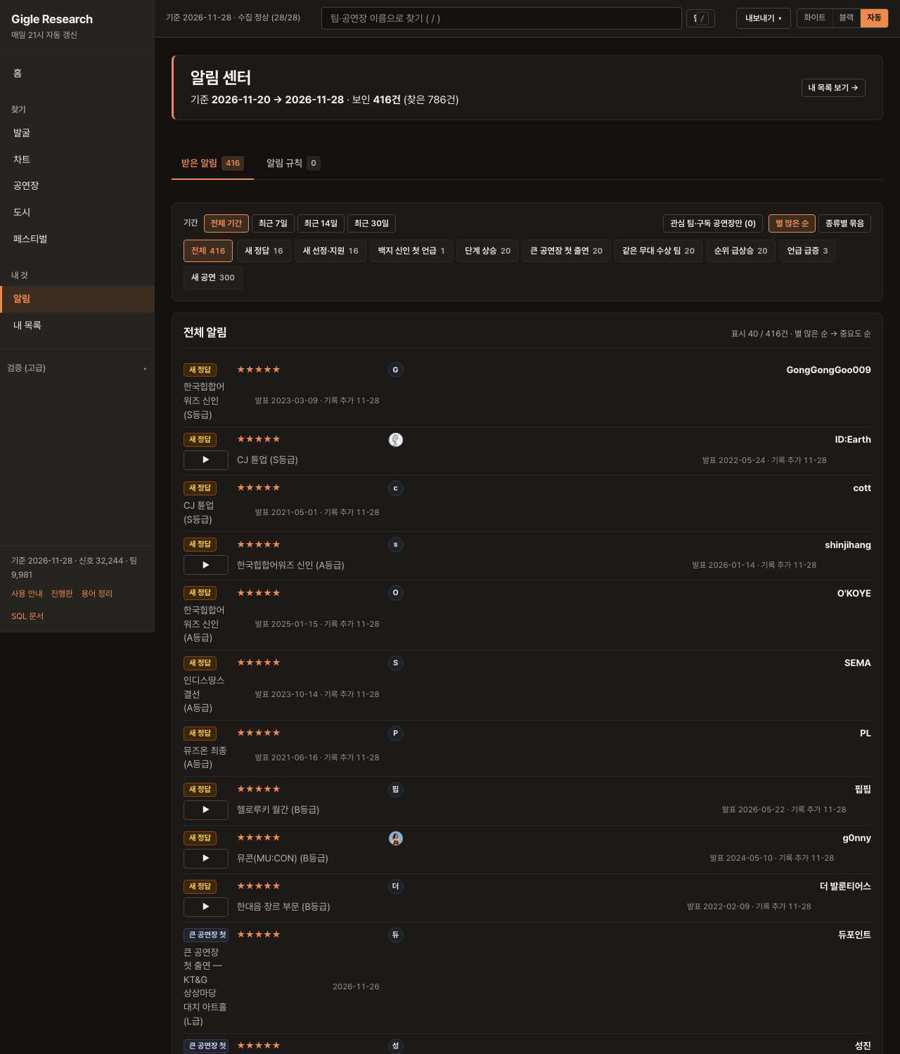 Gigle Research
매일 21시 자동 갱신
홈
찾기
발굴
차트
공연장
도시
페스티벌
내 것
알림
내 목록
검증 (고급)
기준 2026-11-28 · 신호 32,244 · 팀 9,981
사용 안내 진행판 용어 정리
SQL 문서
기준 2026-11-28 · 수집 정상 (28/28)
팀·공연장 이름으로 찾기 ( / )
내보내기
화이트 블랙 자동
알림 센터
기준 2026-11-20 → 2026-11-28 · 보인 416건 (찾은 786건)
내 목록 보기 →
받은 알림 416 알림 규칙 0
기간 전체 기간 최근 7일 최근 14일 최근 30일 관심 팀·구독 공연장만 (0) 별 많은 순 종류별 묶음
전체 416 새 정답 16 새 선정·지원 16 백지 신인 첫 언급 1 단계 상승 20 큰 공연장 첫 출연 20 같은 무대 수상 팀 20 순위 급상승 20 언급 급증 3
새 공연 300
전체 알림 표시 40 / 416건 · 별 많은 순 → 중요도 순
새 정답 ★★★★★ G GongGongGoo009
한국힙합어
워즈 신인 발표 2023-03-09 · 기록 추가 11-28
(S등급)
새 정답 ★★★★★ ID:Earth
▶ CJ 튠업 (S등급) 발표 2022-05-24 · 기록 추가 11-28
새 정답 ★★★★★ c cott
CJ 튠업 발표 2021-05-01 · 기록 추가 11-28
(S등급)
새 정답 ★★★★★ s shinjihang
▶ 한국힙합어워즈 신인 (A등급) 발표 2026-01-14 · 기록 추가 11-28
새 정답 ★★★★★ O O'KOYE
한국힙합어
워즈 신인 발표 2025-01-15 · 기록 추가 11-28
(A등급)
새 정답 ★★★★★ S SEMA
인디스땅스
결선 발표 2023-10-14 · 기록 추가 11-28
(A등급)
새 정답 ★★★★★ P PL
뮤즈온 최종 발표 2021-06-16 · 기록 추가 11-28
(A등급)
새 정답 ★★★★★ 핍 핍핍
▶ 헬로루키 월간 (B등급) 발표 2026-05-22 · 기록 추가 11-28
새 정답 ★★★★★ g0nny
▶ 뮤콘(MU:CON) (B등급) 발표 2024-05-10 · 기록 추가 11-28
새 정답 ★★★★★ 더 더 발룬티어스
▶ 한대음 장르 부문 (B등급) 발표 2022-02-09 · 기록 추가 11-28
큰 공연장 첫 ★★★★★ 듀 듀포인트
큰 공연장
첫 출연 —
KT&G 2026-11-26
상상마당
대치 아트홀
(L급)
큰 공연장 첫 ★★★★★ 성 성진